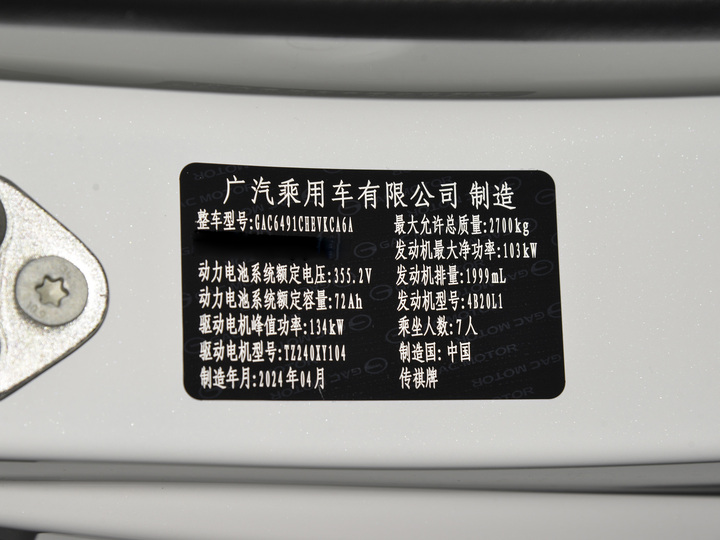 广汽乘用车有限公司 制造
整车型号:GAC6491CHEVKCA6A
动力电池系统额定电压:355.2V
动力电池系统额定容量:72Ah
驱动电机峰值功率:134kW
驱动电机型号:TZ240XY104
制造年月:2024年04月
最大允许总质量:2700kg
发动机最大净功率:103kW
发动机排量:1999mL
发动机型号:4B20L1
乘坐人数:7人
制造国:中国
传祺牌